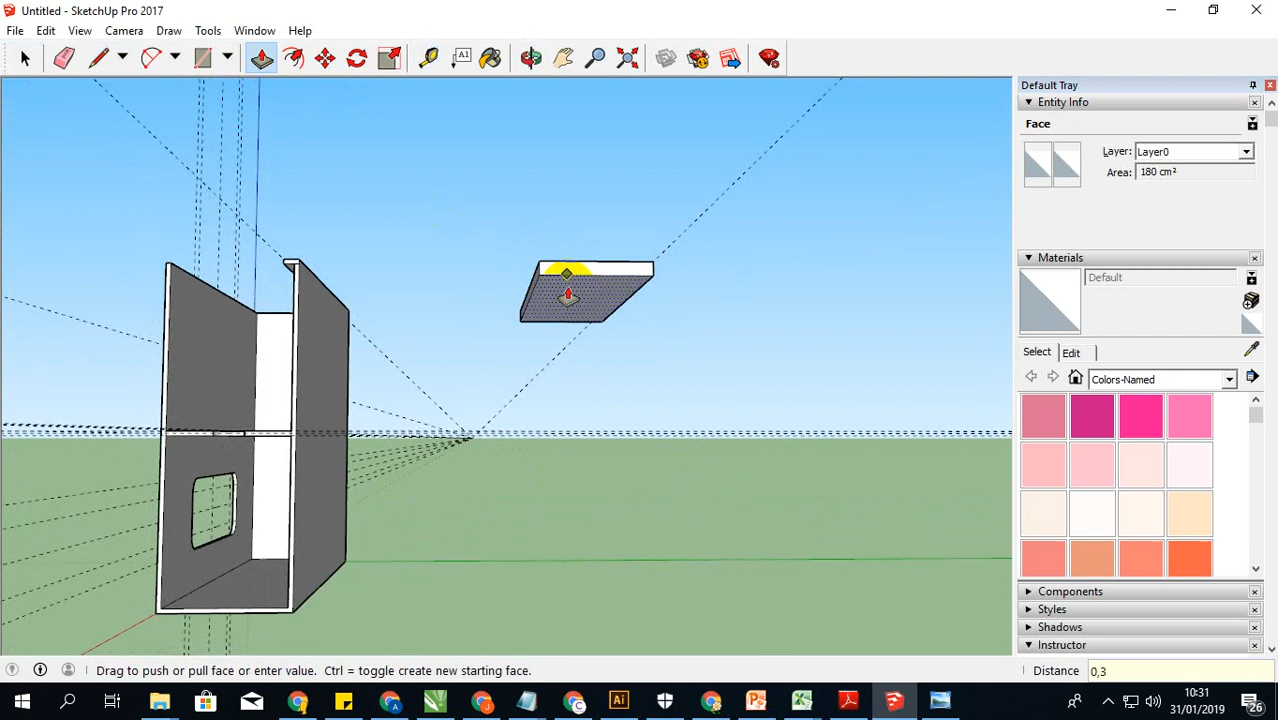 Untitled - SketchUp Pro 2017
File Edit View Camera Draw Tools Window Help
A1
Default Tray
Entity Info
Face
Layer: Layer0
Area: 180 cm²
Materials
Default
Select Edit
Colors-Named
Components
Styles
Shadows
Instructor
Drag to push or pull face or enter value. Ctrl = toggle create new starting face.
Distance 0,3
10:31
31/01/2019
26